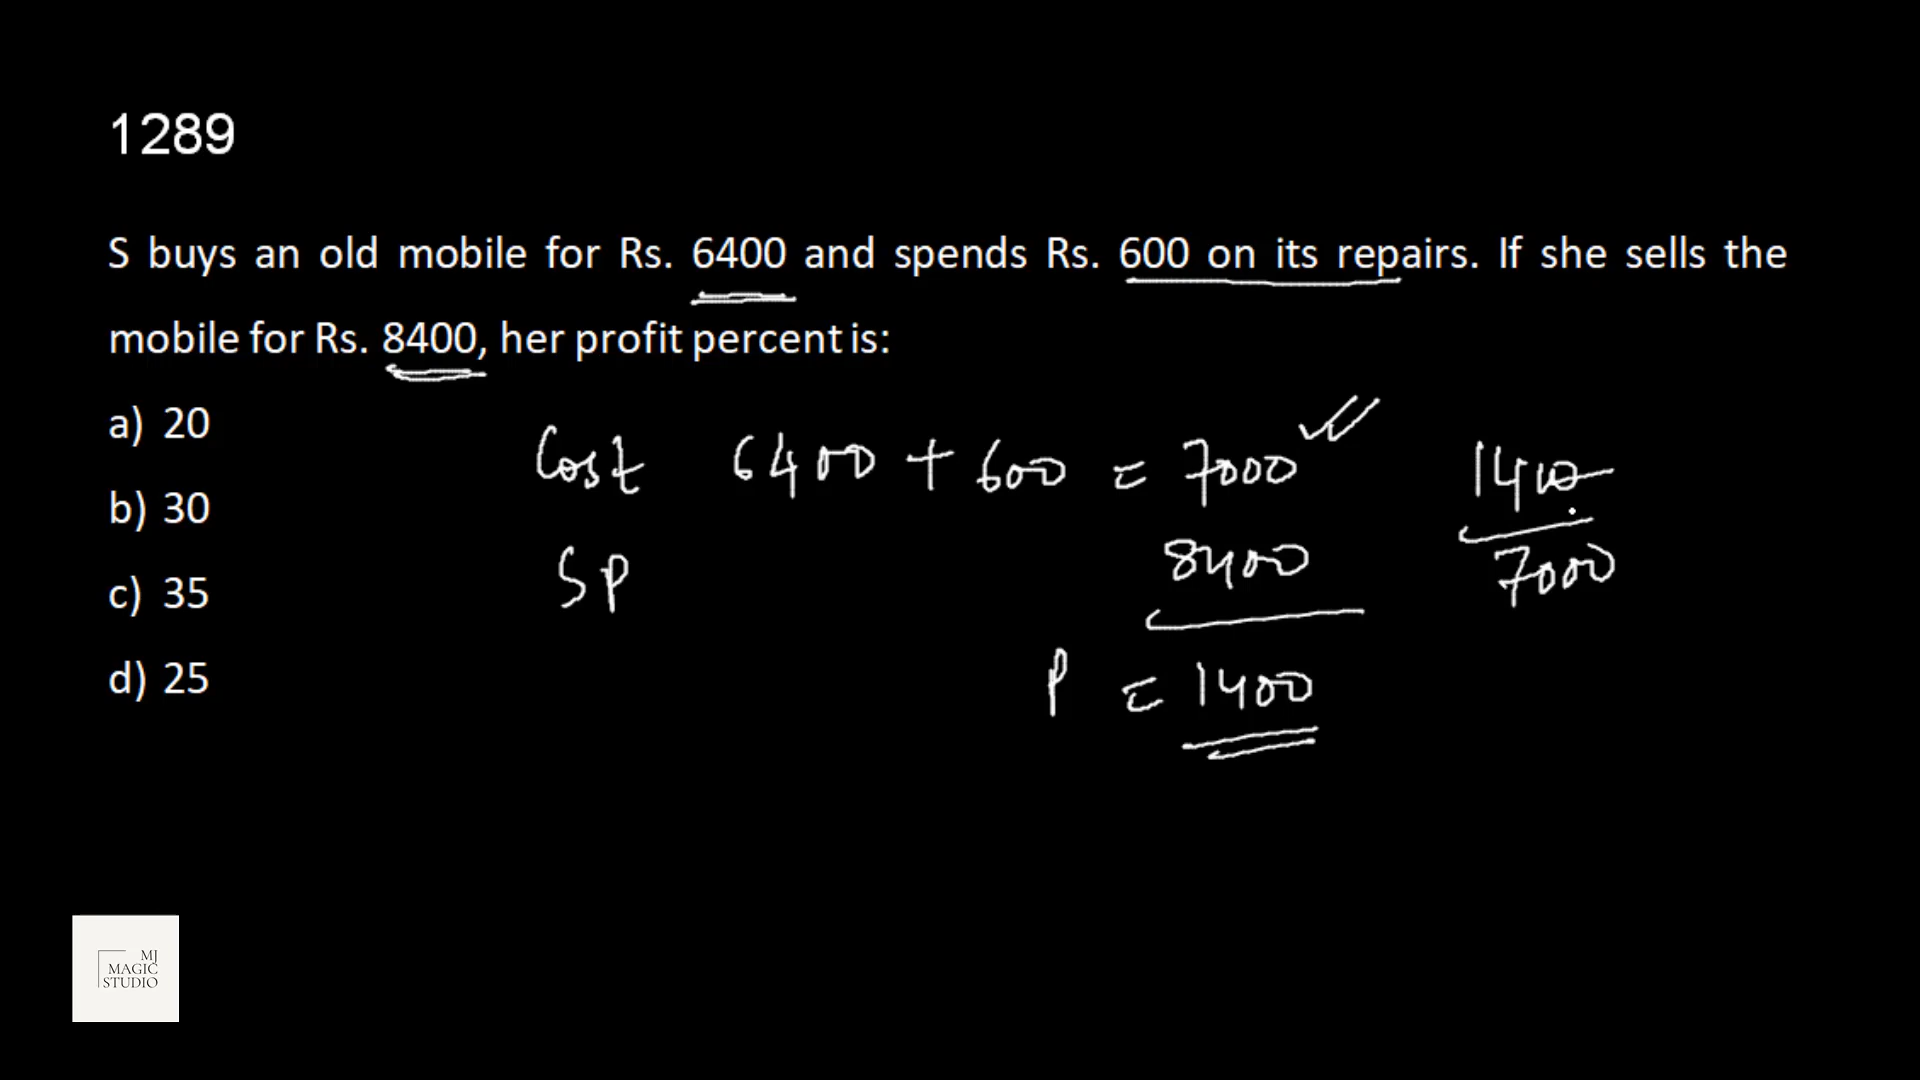 1289
S buys an old mobile for Rs. 6400 and spends Rs. 600 on its repairs. If she sells the
mobile for Rs. 8400, her profit percent is:
a) 20
b) 30
c) 35
d) 25
Cost 6400 + 600 = 7000
SP 8400
P = 1400
1400
7000
MJ
MAGIC
STUDIO